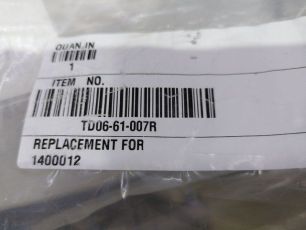 QUAN.IN
1
ITEM NO.
TD06-61-007R
REPLACEMENT FOR
1400012